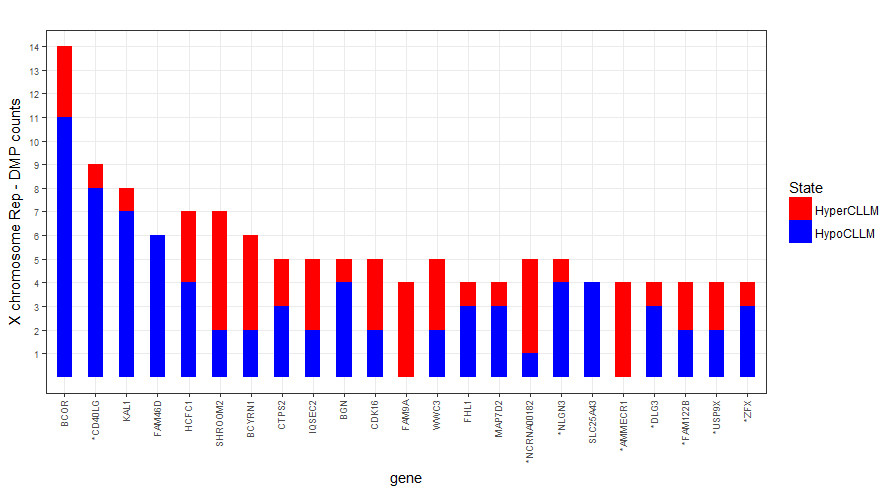 X chromosome Rep - DMP counts
14
13
12
11
10
9
8
7
6
5
4
3
2
1
BCOR
*CD40LG
KAL1
FAM46D
HCFC1
SHROOM2
BCYRN1
CTPS2
IQSEC2
BGN
CDK16
FAM9A
WWC3
FHL1
MAP7D2
*NCRNA00182
*NLGN3
SLC25A43
*AMMECR1
*DLG3
*FAM122B
*USP9X
*ZFX
gene
State
HyperCLLM
HypoCLLM